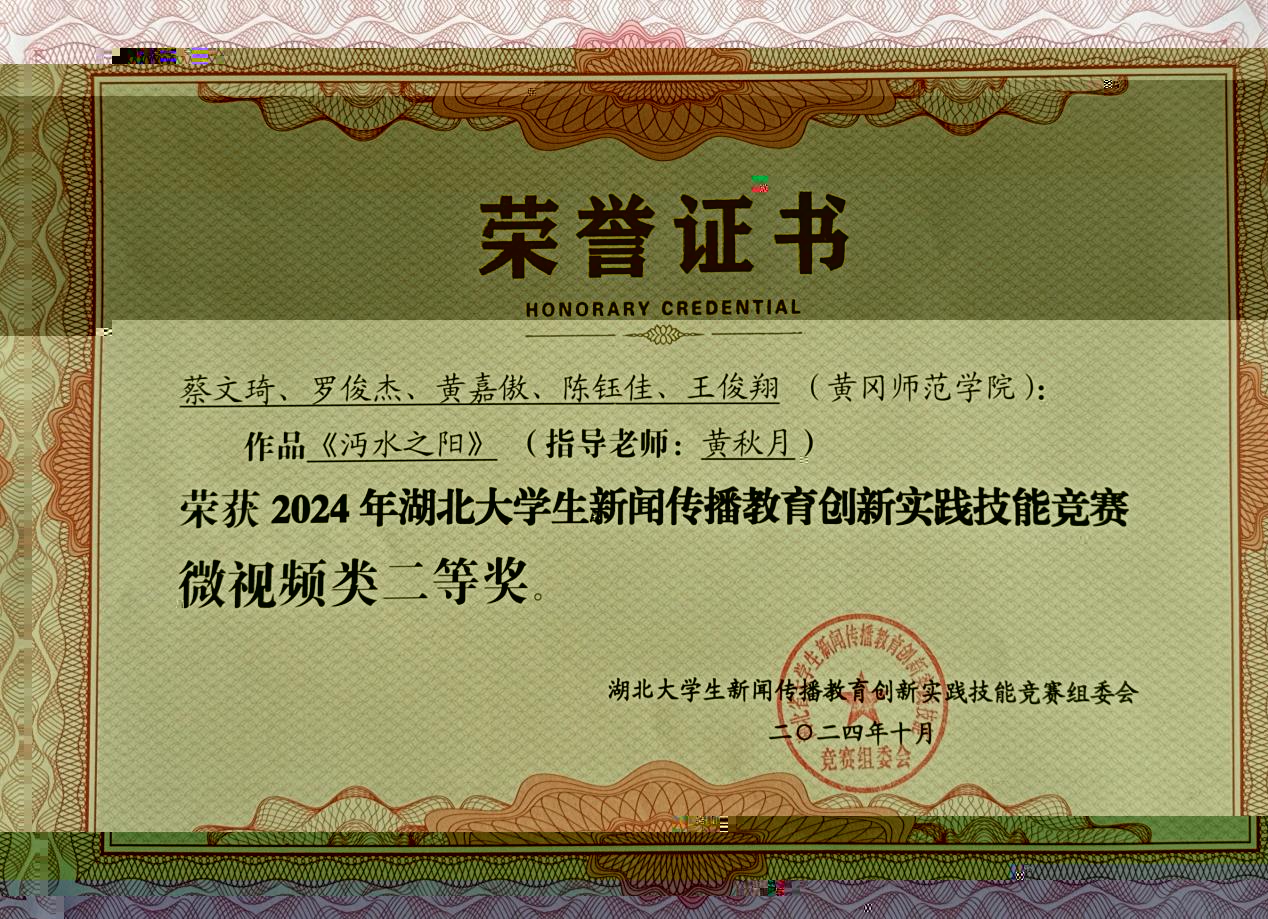 荣誉证书
HONORARY CREDENTIAL
蔡文琦、罗俊杰、黄嘉傲、陈钰佳、王俊翔 （黄冈师范学院）：
作品《沔水之阳》 （指导老师：黄秋月）
荣获 2024 年湖北大学生新闻传播教育创新实践技能竞赛
微视频类二等奖。
湖北大学生新闻传播教育创新实践技能竞赛组委会
二〇二四年十月
竞赛组委会